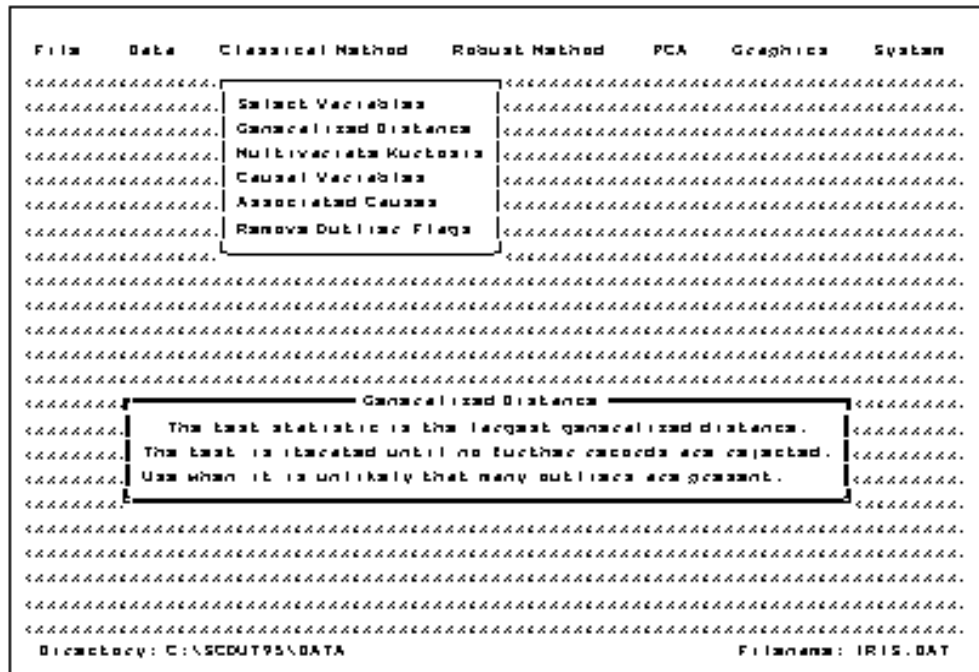 File Data Classical Method Robust Method PCA Graphics System
Select Variables
Generalized Distance
Multivariate Kurtosis
Causal Variables
Associated Causes
Remove Outlier Flags
Generalized Distance
The test statistic is the largest generalized distance.
The test is iterated until no further records are rejected.
Use when it is unlikely that many outliers are present.
Directory: C:\SCOUT95\DATA Filename: IRIS.DAT